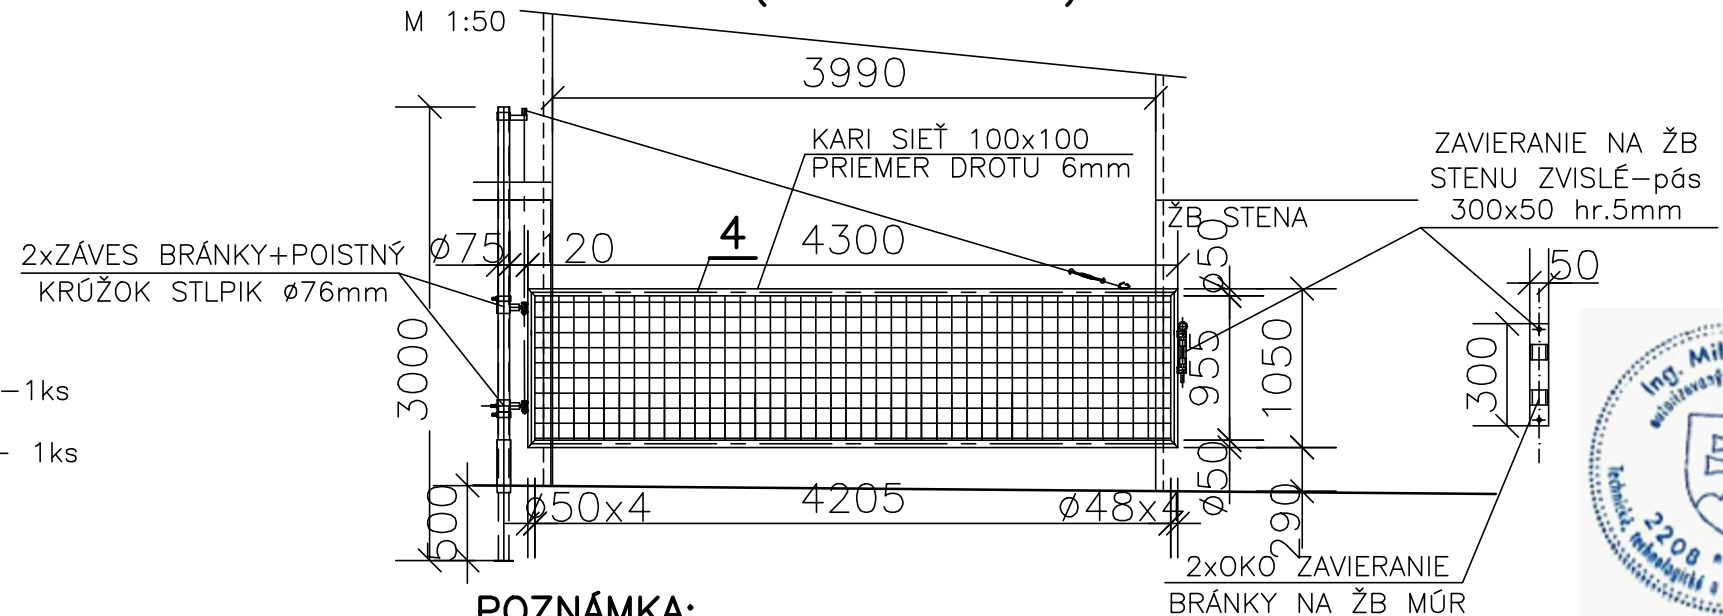 M 1:50
3990
KARI SIEŤ 100x100
PRIEMER DROTU 6mm
ZAVIERANIE NA ŽB
STENU ZVISLÉ-pás
300x50 hr.5mm
ŽB STENA
2xZÁVES BRÁNKY+POISTNÝ
KRÚŽOK STLPIK ø76mm
ø75
120
4
4300
ø50
50
3000
955
1050
300
-1ks
- 1ks
500
ø50x4
4205
ø48x4
ø50
290
2xOKO ZAVIERANIE
BRÁNKY NA ŽB MÚR
POZNÁMKA:
Ing.
2208